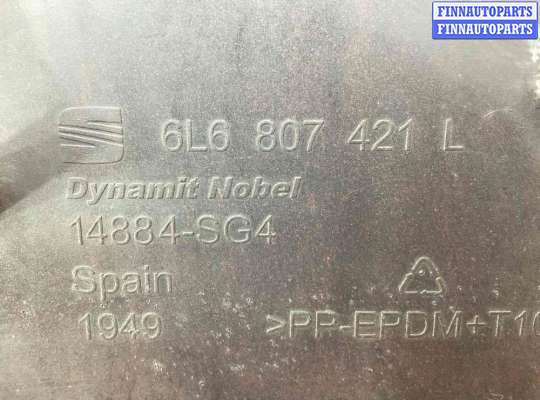 FINNAUTOPARTS
FINNAUTOPARTS
6L6 807 421 L
Dynamit Nobel
14884-SG4
Spain
1949 >PP-EPDM+T10